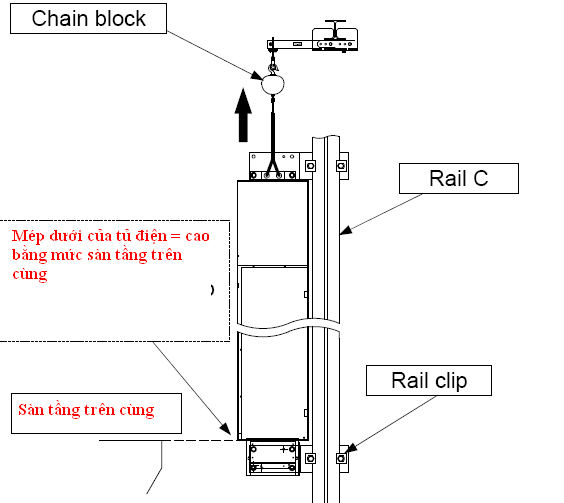 Chain block
Rail C
Mép dưới của tủ điện = cao
bằng mức sàn tầng trên
cùng
)
Rail clip
Sàn tầng trên cùng